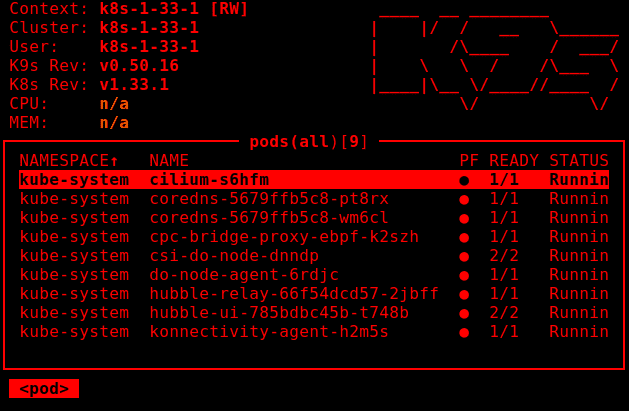 Context: k8s-1-33-1 [RW]
Cluster: k8s-1-33-1
User: k8s-1-33-1
K9s Rev: v0.50.16
K8s Rev: v1.33.1
CPU: n/a
MEM: n/a
K9s
pods(all)[9]
NAMESPACE↑ NAME PF READY STATUS
kube-system cilium-s6hfm ● 1/1 Runnin
kube-system coredns-5679ffb5c8-pt8rx ● 1/1 Runnin
kube-system coredns-5679ffb5c8-wm6cl ● 1/1 Runnin
kube-system cpc-bridge-proxy-ebpf-k2szh ● 1/1 Runnin
kube-system csi-do-node-dnndp ● 2/2 Runnin
kube-system do-node-agent-6rdjc ● 1/1 Runnin
kube-system hubble-relay-66f54dcd57-2jbff ● 1/1 Runnin
kube-system hubble-ui-785bdbc45b-t748b ● 2/2 Runnin
kube-system konnectivity-agent-h2m5s ● 1/1 Runnin
<pod>